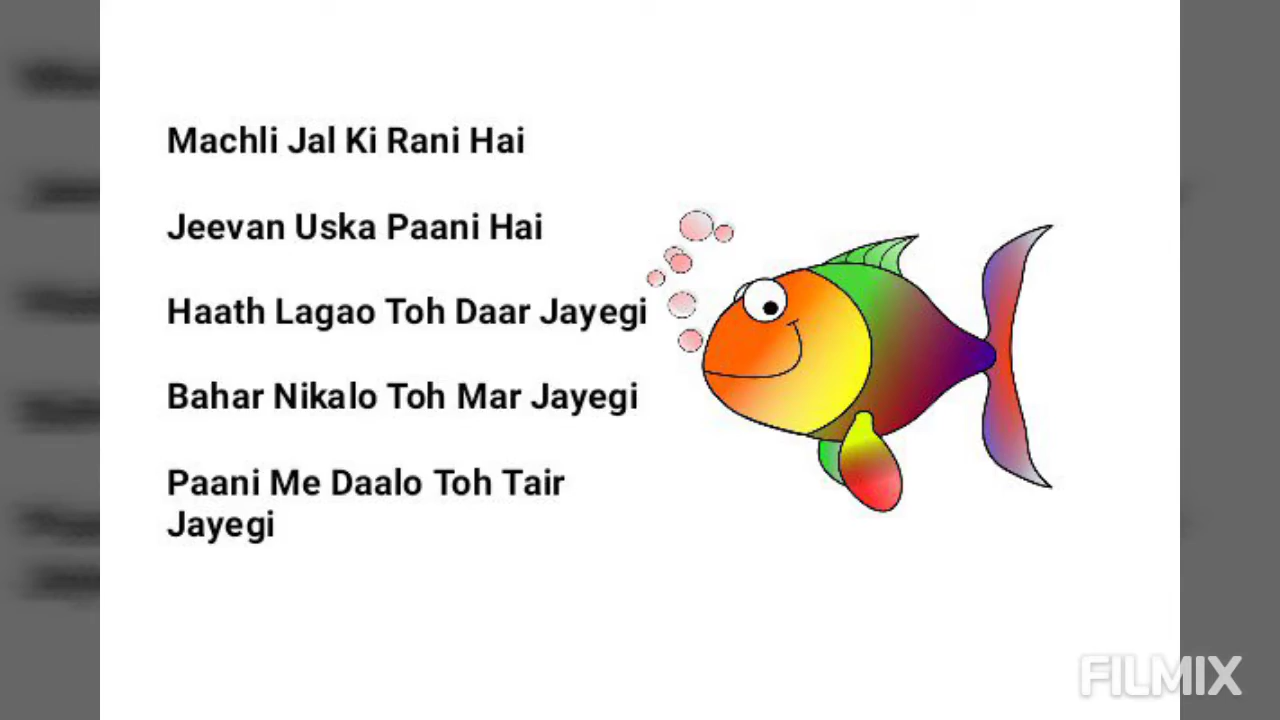 Machli Jal Ki Rani Hai
Jeevan Uska Paani Hai
Haath Lagao Toh Daar Jayegi
Bahar Nikalo Toh Mar Jayegi
Paani Me Daalo Toh Tair
Jayegi
FILMIX